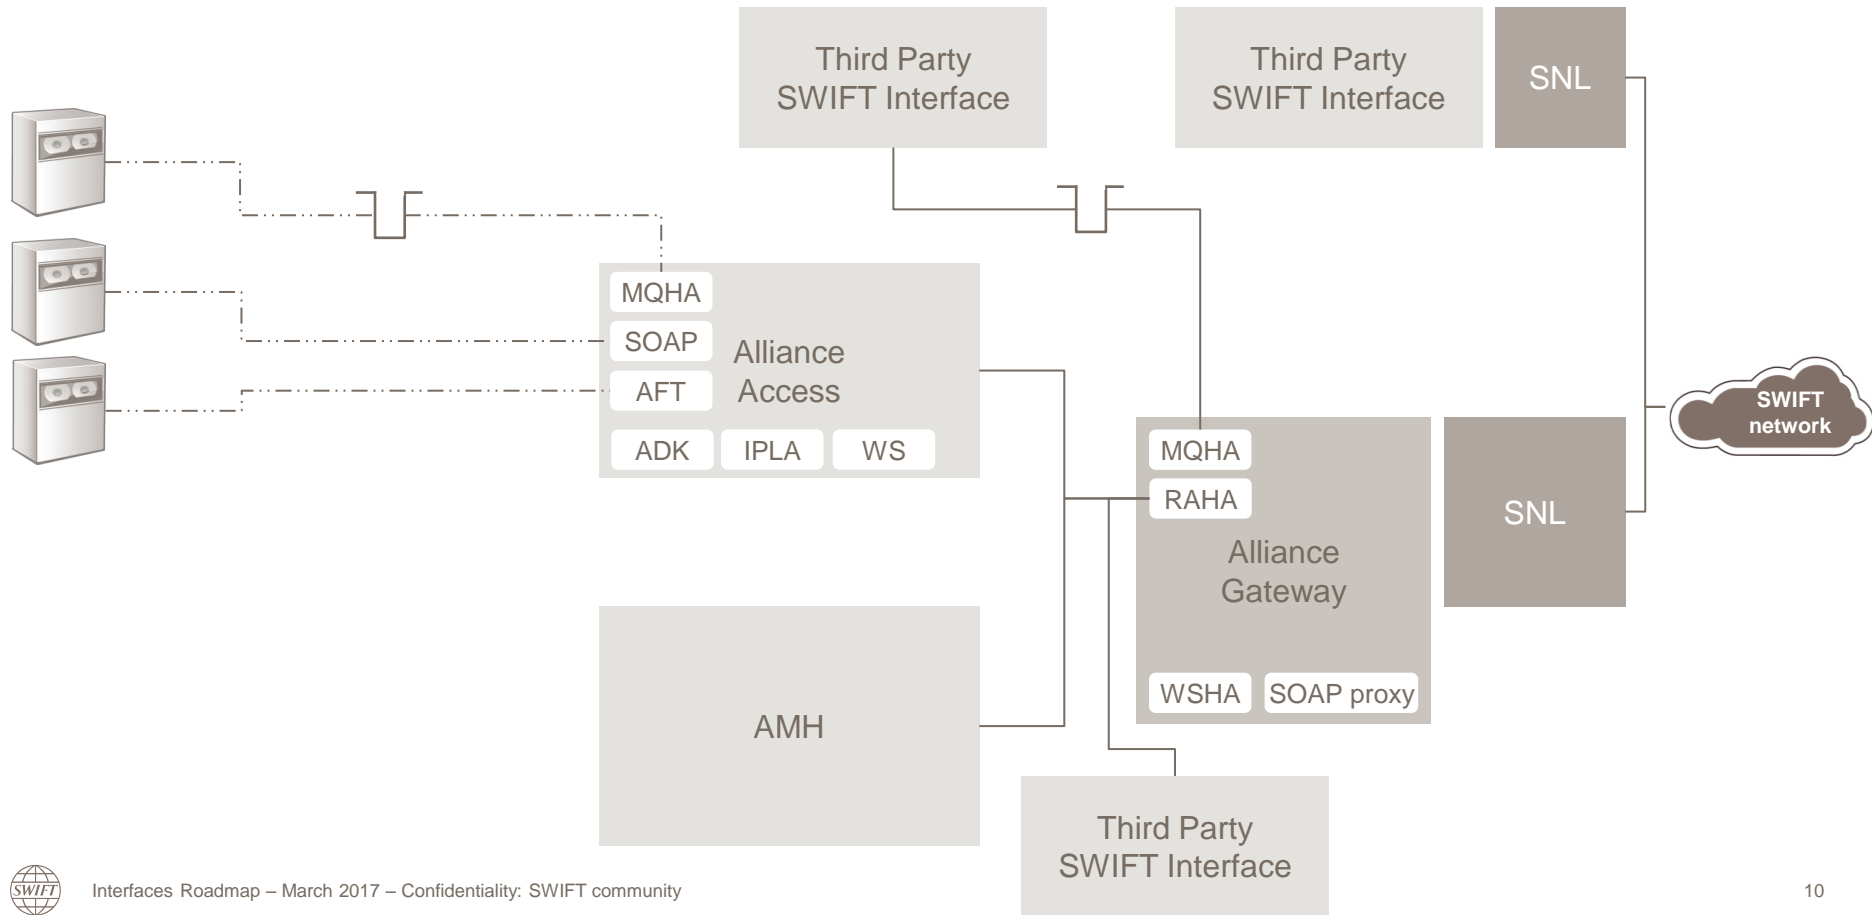 Third Party
SWIFT Interface
Third Party
SWIFT Interface
SNL
MQHA
SOAP
AFT
Alliance
Access
ADK
IPLA
WS
SWIFT
network
MQHA
RAHA
Alliance
Gateway
SNL
WSHA
SOAP proxy
AMH
Third Party
SWIFT Interface
SWIFT
Interfaces Roadmap – March 2017 – Confidentiality: SWIFT community
10